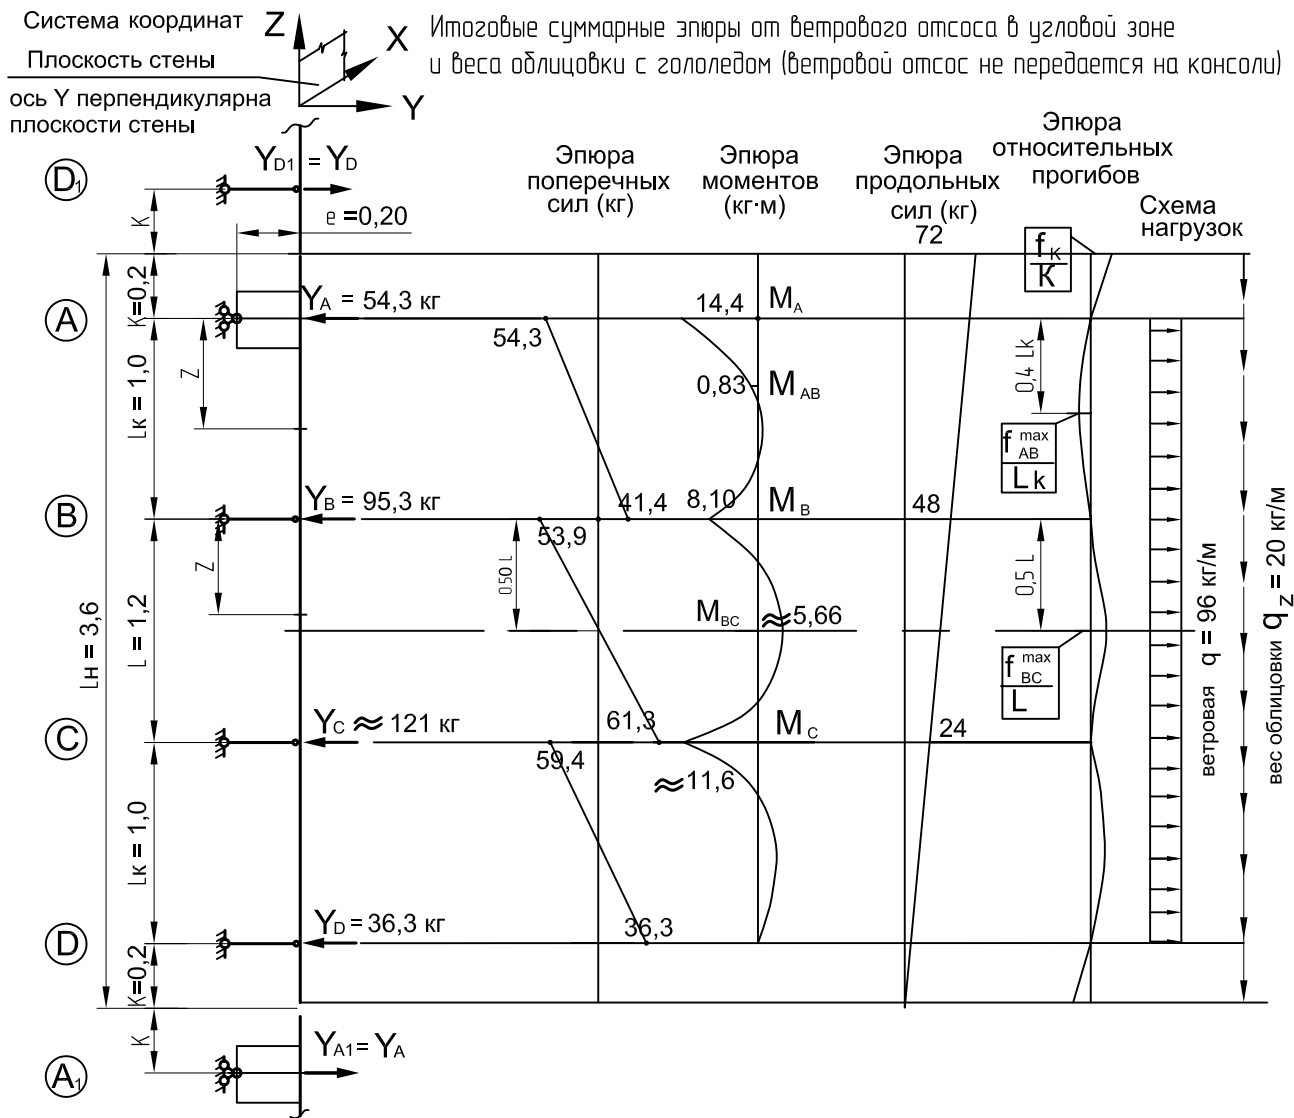 Система координат
Плоскость стены
ось Y перпендикулярна
плоскости стены
Z
X
Y
Итоговые суммарные эпюры от ветрового отсоса в угловой зоне
и веса облицовки с гололедом (ветровой отсос не передается на консоли)
Эпюра
поперечных
сил (кг)
Эпюра
моментов
(кг·м)
Эпюра
продольных
сил (кг)
72
Эпюра
относительных
прогибов
Схема
нагрузок
D1
YD1 = YD
K
e =0,20
fK
K
K=0,2
A
YA = 54,3 кг
54,3
14,4
MA
Z
Lк = 1,0
0,83
MAB
0,4 Lk
f max AB
Lk
B
YB = 95,3 кг
41,4
53,9
8,10
MB
48
Z
0.50 L
0,5 L
L = 1,2
Lн = 3,6
MBC
≈5,66
f max BC
L
ветровая q = 96 кг/м
вес облицовки qz = 20 кг/м
C
YC ≈ 121 кг
61,3
59,4
MC
≈11,6
24
Lк = 1,0
D
YD = 36,3 кг
36,3
K=0,2
K
A1
YA1 = YA